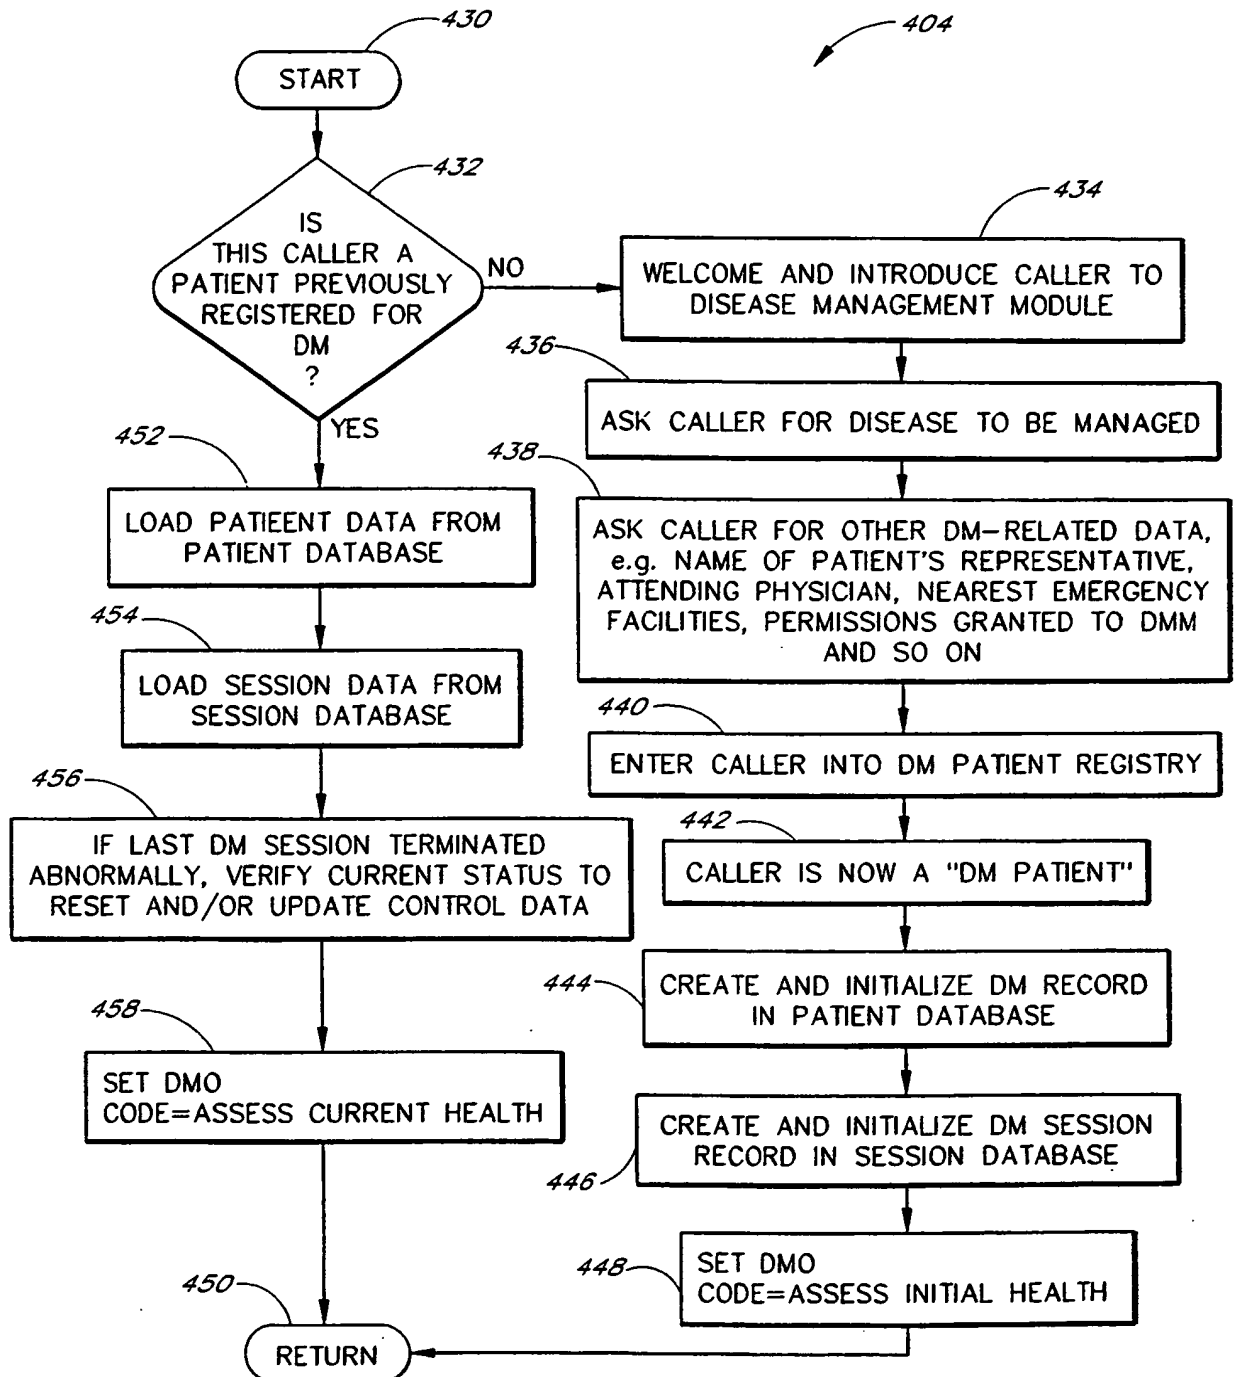 430
404
START
432
IS
THIS CALLER A
PATIENT PREVIOUSLY
REGISTERED FOR
DM
?
NO
YES
434
WELCOME AND INTRODUCE CALLER TO
DISEASE MANAGEMENT MODULE
436
ASK CALLER FOR DISEASE TO BE MANAGED
438
ASK CALLER FOR OTHER DM-RELATED DATA,
e.g. NAME OF PATIENT'S REPRESENTATIVE,
ATTENDING PHYSICIAN, NEAREST EMERGENCY
FACILITIES, PERMISSIONS GRANTED TO DMM
AND SO ON
440
ENTER CALLER INTO DM PATIENT REGISTRY
442
CALLER IS NOW A "DM PATIENT"
444
CREATE AND INITIALIZE DM RECORD
IN PATIENT DATABASE
446
CREATE AND INITIALIZE DM SESSION
RECORD IN SESSION DATABASE
448
SET DMO
CODE=ASSESS INITIAL HEALTH
452
LOAD PATIEENT DATA FROM
PATIENT DATABASE
454
LOAD SESSION DATA FROM
SESSION DATABASE
456
IF LAST DM SESSION TERMINATED
ABNORMALLY, VERIFY CURRENT STATUS TO
RESET AND/OR UPDATE CONTROL DATA
458
SET DMO
CODE=ASSESS CURRENT HEALTH
450
RETURN